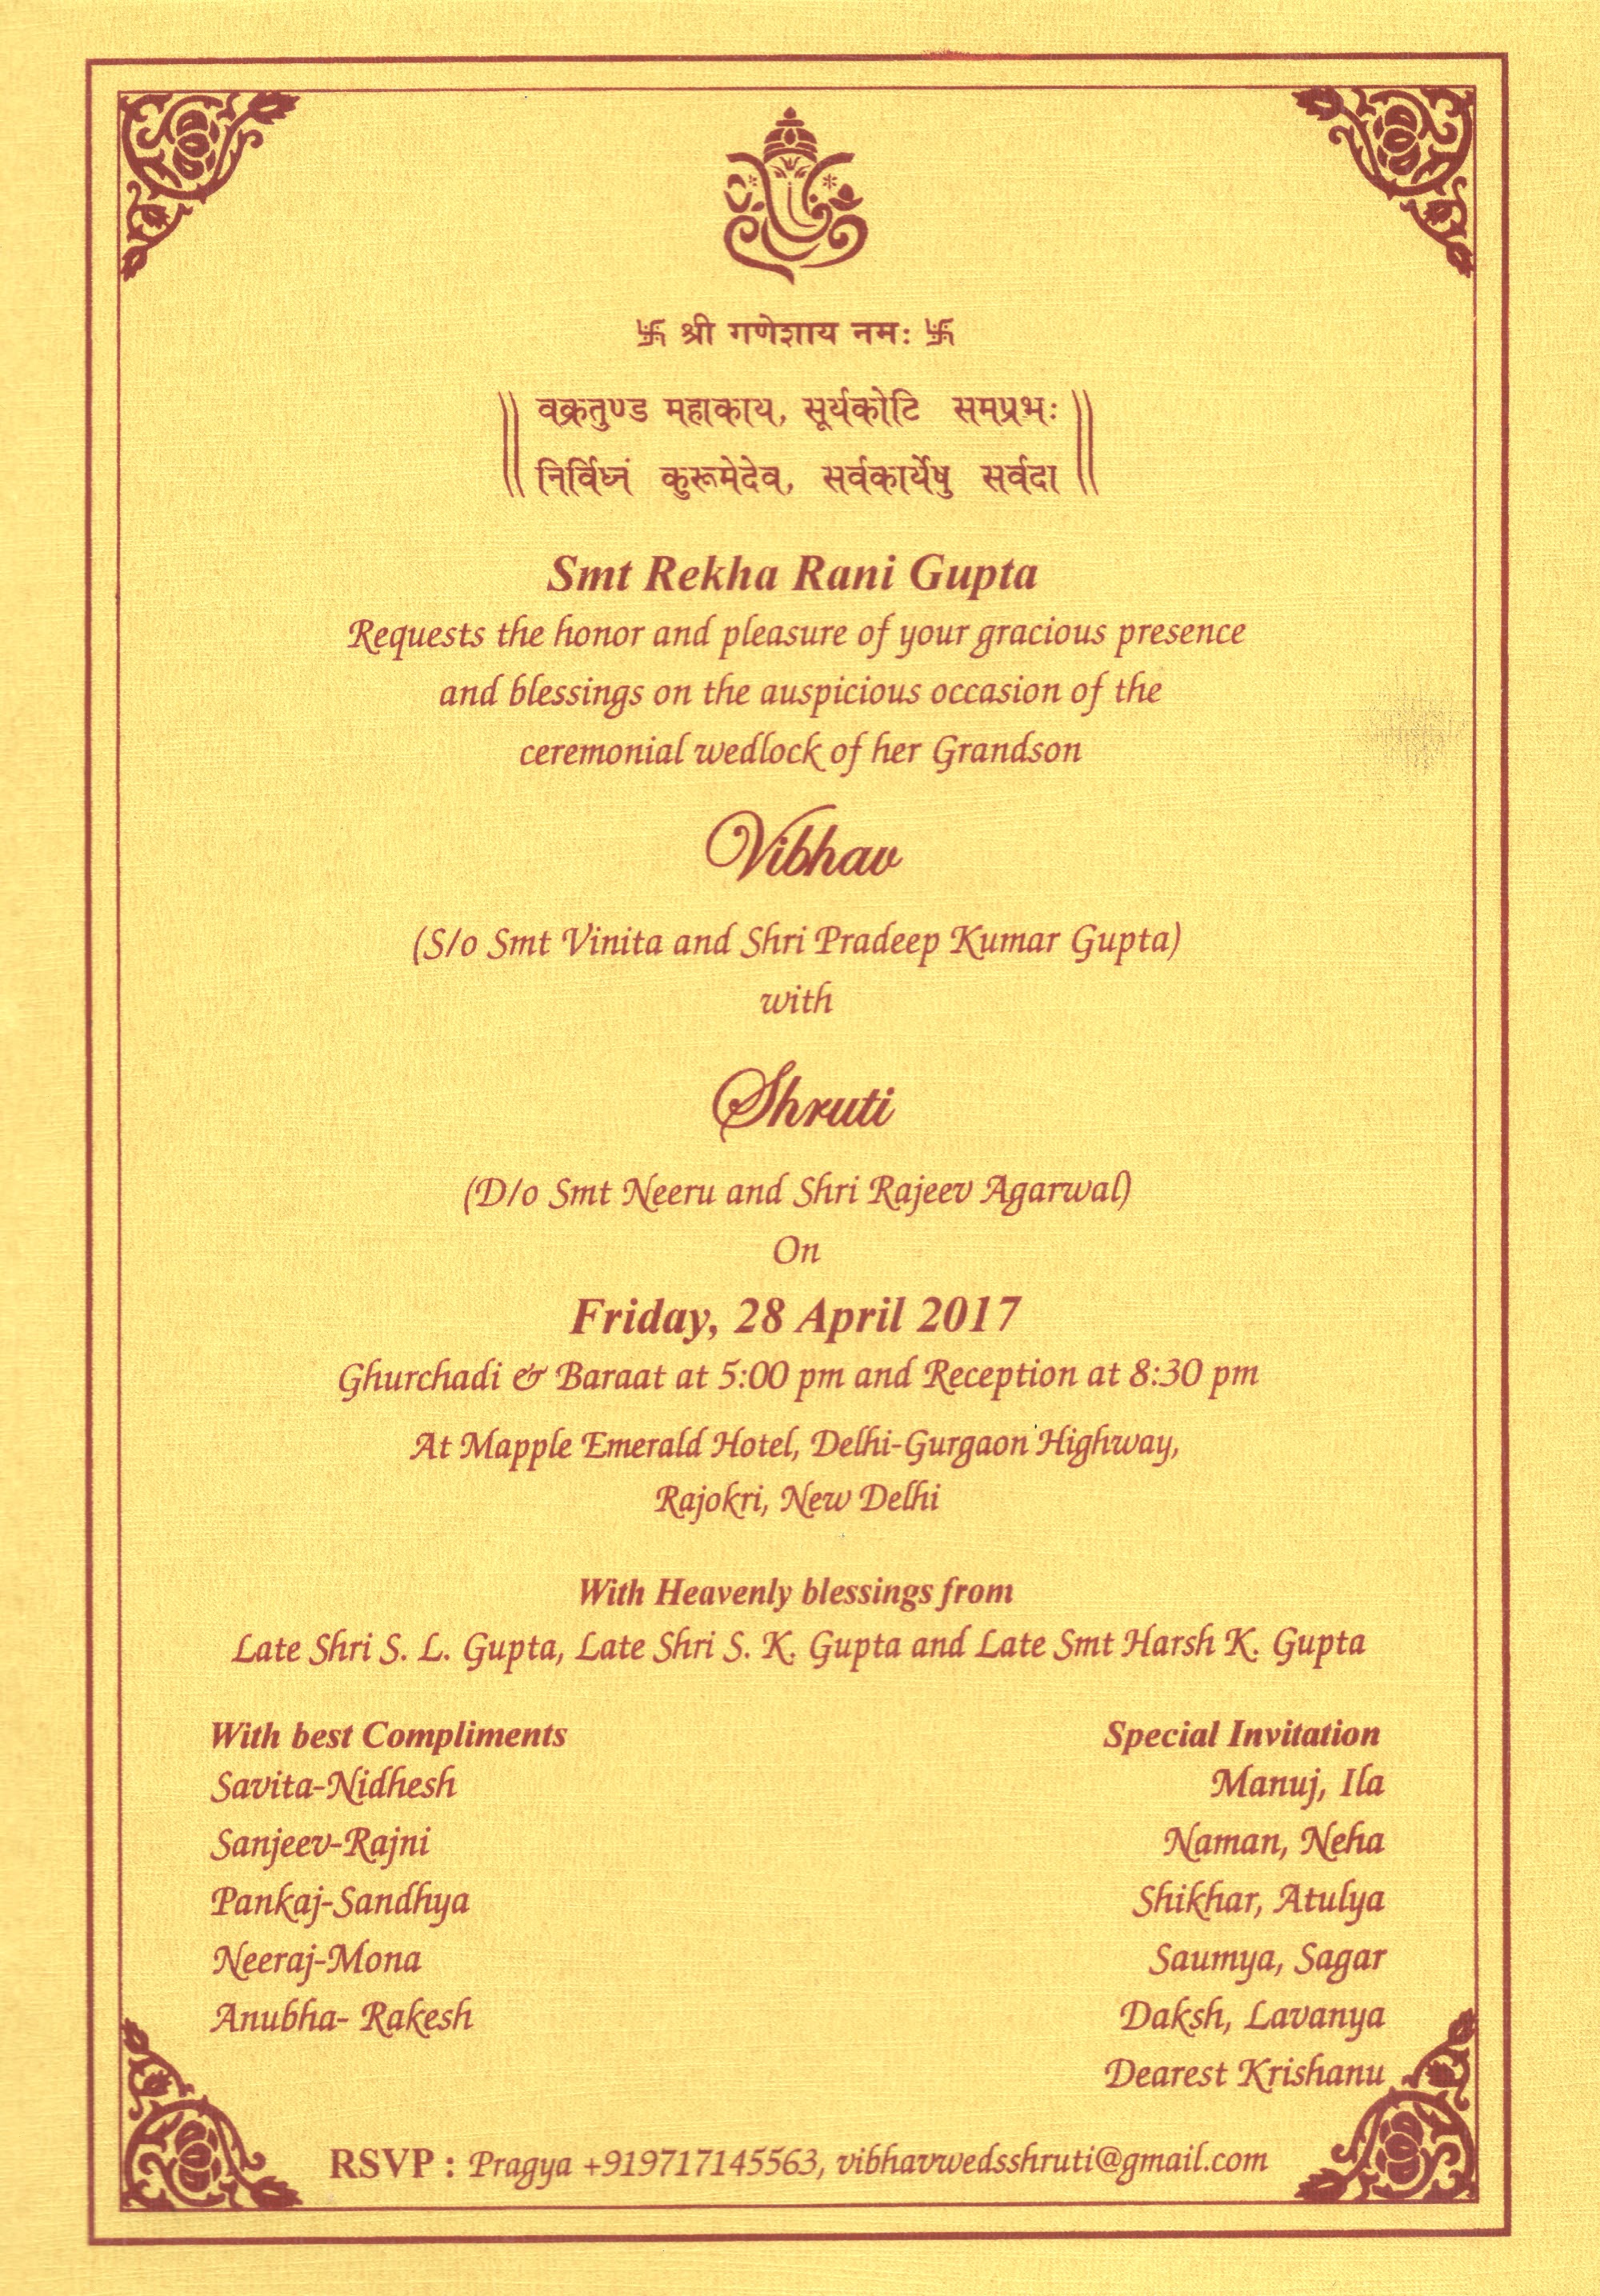 卐 श्री गणेशाय नमः 卐
|| वक्रतुण्ड महाकाय, सूर्यकोटि समप्रभः ||
|| निर्विघ्नं कुरूमेदेव, सर्वकार्येषु सर्वदा ||
Smt Rekha Rani Gupta
Requests the honor and pleasure of your gracious presence
and blessings on the auspicious occasion of the
ceremonial wedlock of her Grandson
Vibhav
(S/o Smt Vinita and Shri Pradeep Kumar Gupta)
with
Shruti
(D/o Smt Neeru and Shri Rajeev Agarwal)
On
Friday, 28 April 2017
Ghurchadi & Baraat at 5:00 pm and Reception at 8:30 pm
At Mapple Emerald Hotel, Delhi-Gurgaon Highway,
Rajokri, New Delhi
With Heavenly blessings from
Late Shri S. L. Gupta, Late Shri S. K. Gupta and Late Smt Harsh K. Gupta
With best Compliments
Savita-Nidhesh
Sanjeev-Rajni
Pankaj-Sandhya
Neeraj-Mona
Anubha- Rakesh
Special Invitation
Manuj, Ila
Naman, Neha
Shikhar, Atulya
Saumya, Sagar
Daksh, Lavanya
Dearest Krishanu
RSVP : Pragya +919717145563, vibhavwedsshruti@gmail.com